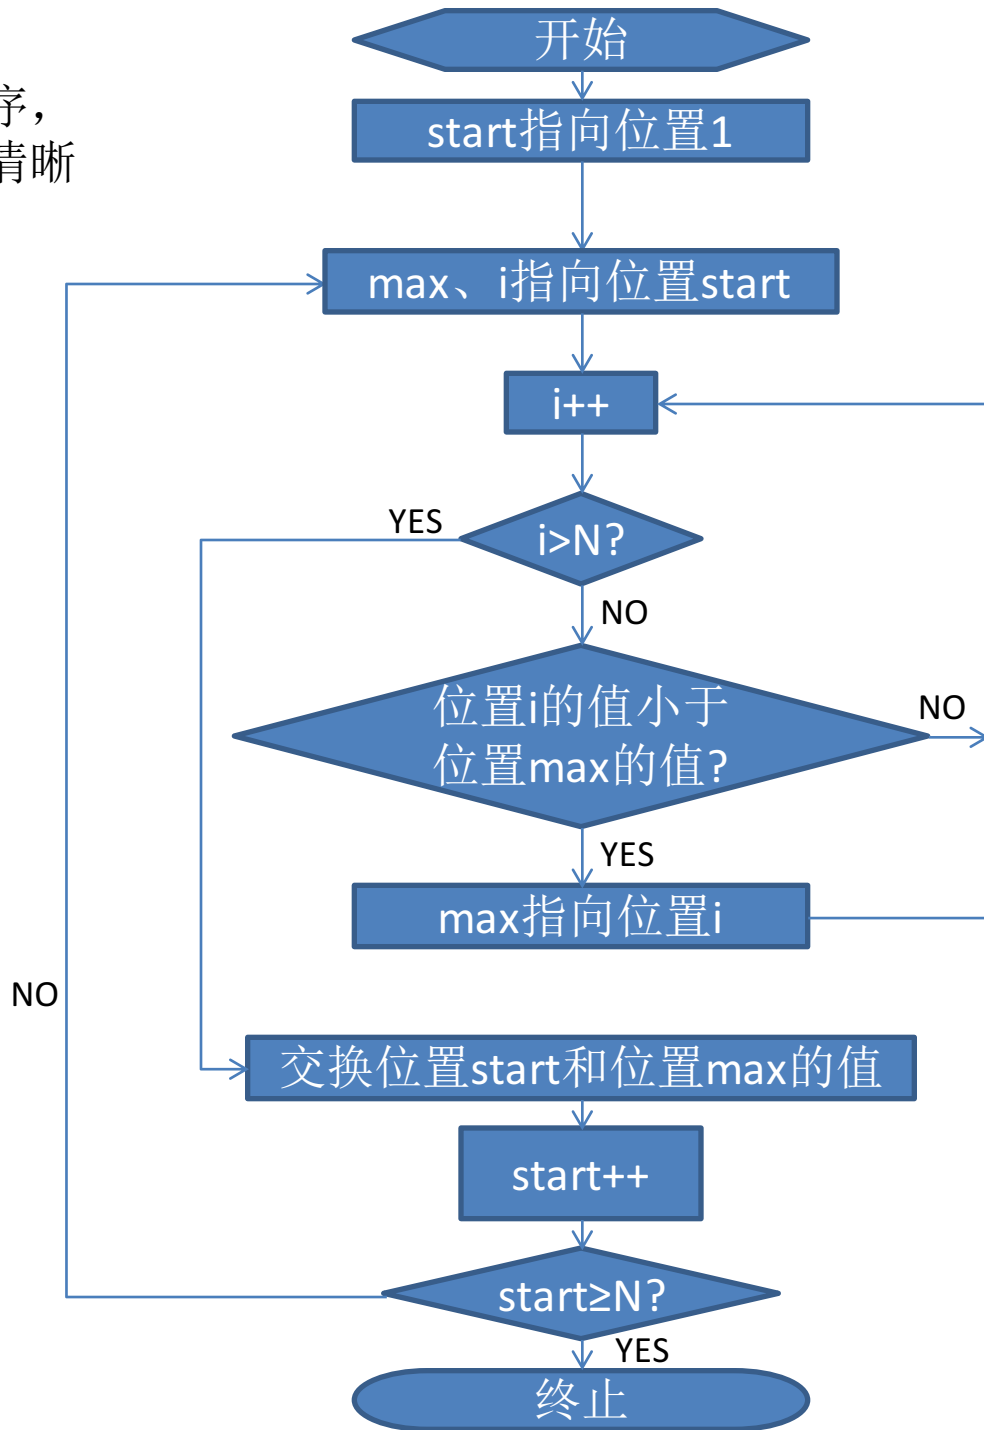 开始
序，
清晰
start指向位置1
max、i指向位置start
i++
YES
i>N?
NO
位置i的值小于
位置max的值?
NO
YES
max指向位置i
NO
交换位置start和位置max的值
start++
start≥N?
YES
终止